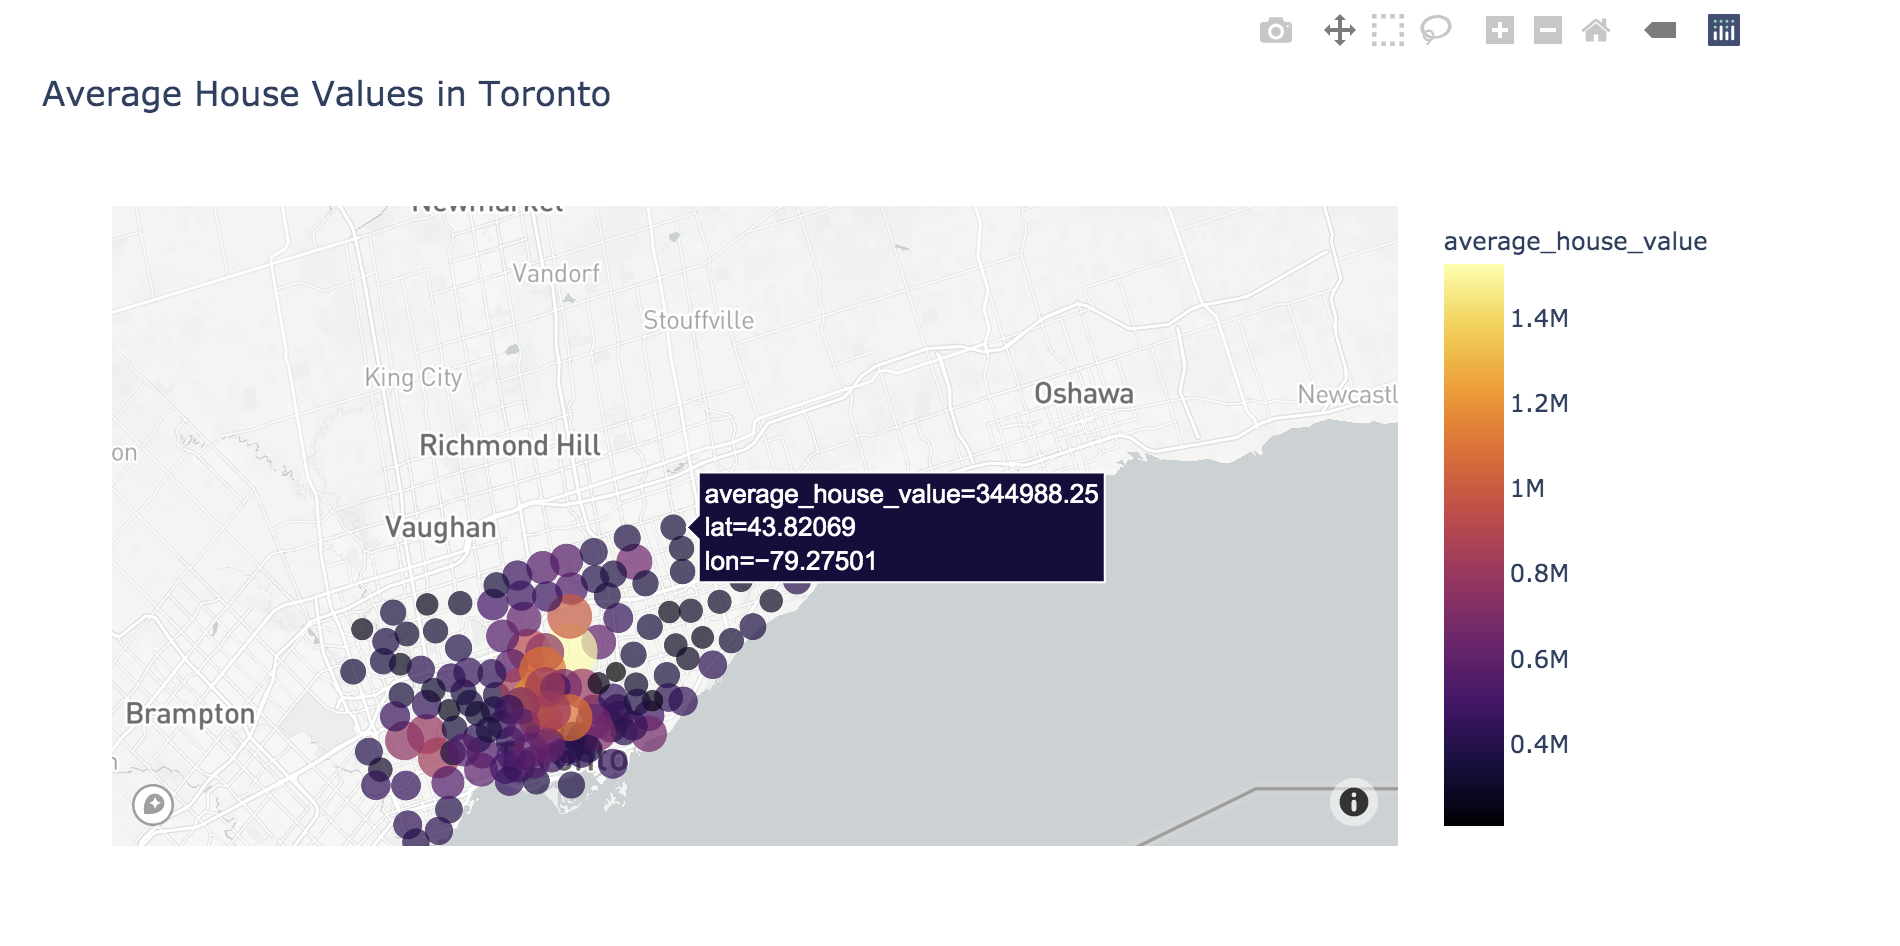 Average House Values in Toronto
average_house_value
Newmarket
Vandorf
Stouffville
King City
Oshawa
Newcastl
Richmond Hill
on
Vaughan
average_house_value=344988.25
lat=43.82069
lon=−79.27501
Brampton
1.4M
1.2M
1M
0.8M
0.6M
0.4M